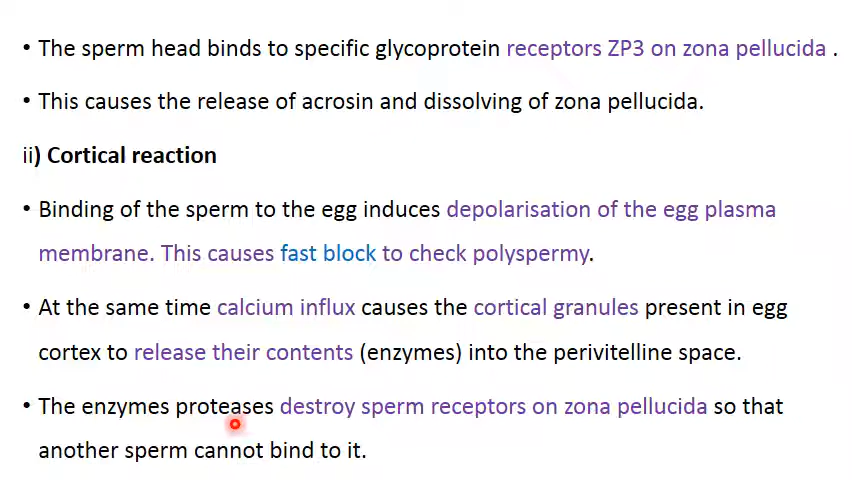 • The sperm head binds to specific glycoprotein receptors ZP3 on zona pellucida .
• This causes the release of acrosin and dissolving of zona pellucida.
ii) Cortical reaction
• Binding of the sperm to the egg induces depolarisation of the egg plasma
membrane. This causes fast block to check polyspermy.
• At the same time calcium influx causes the cortical granules present in egg
cortex to release their contents (enzymes) into the perivitelline space.
• The enzymes proteases destroy sperm receptors on zona pellucida so that
another sperm cannot bind to it.